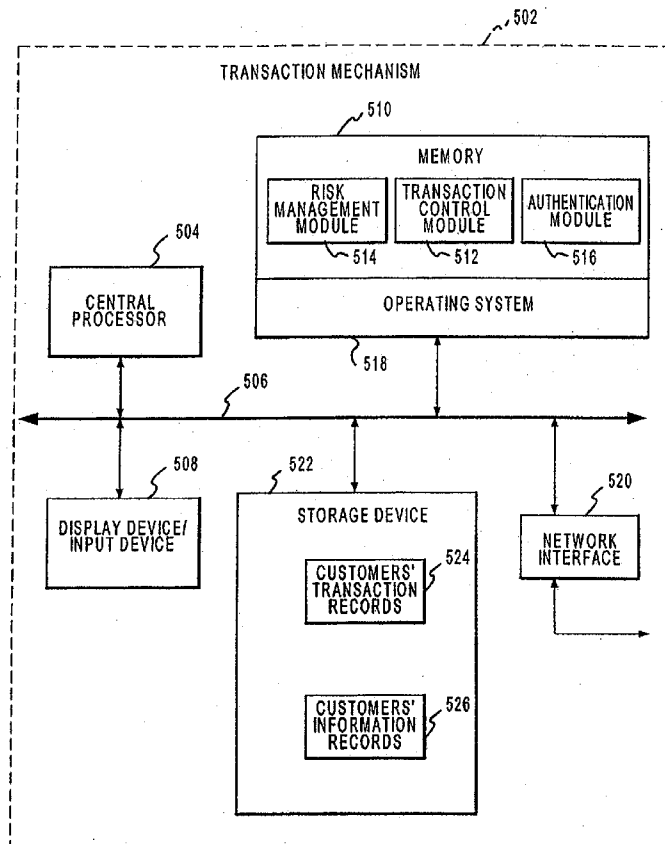 502
TRANSACTION MECHANISM
510
MEMORY
RISK
MANAGEMENT
MODULE
514
TRANSACTION
CONTROL
MODULE
512
AUTHENTICATION
MODULE
516
OPERATING SYSTEM
518
504
CENTRAL
PROCESSOR
506
508
DISPLAY DEVICE/
INPUT DEVICE
522
STORAGE DEVICE
CUSTOMERS'
TRANSACTION
RECORDS
524
CUSTOMERS'
INFORMATION
RECORDS
526
520
NETWORK
INTERFACE